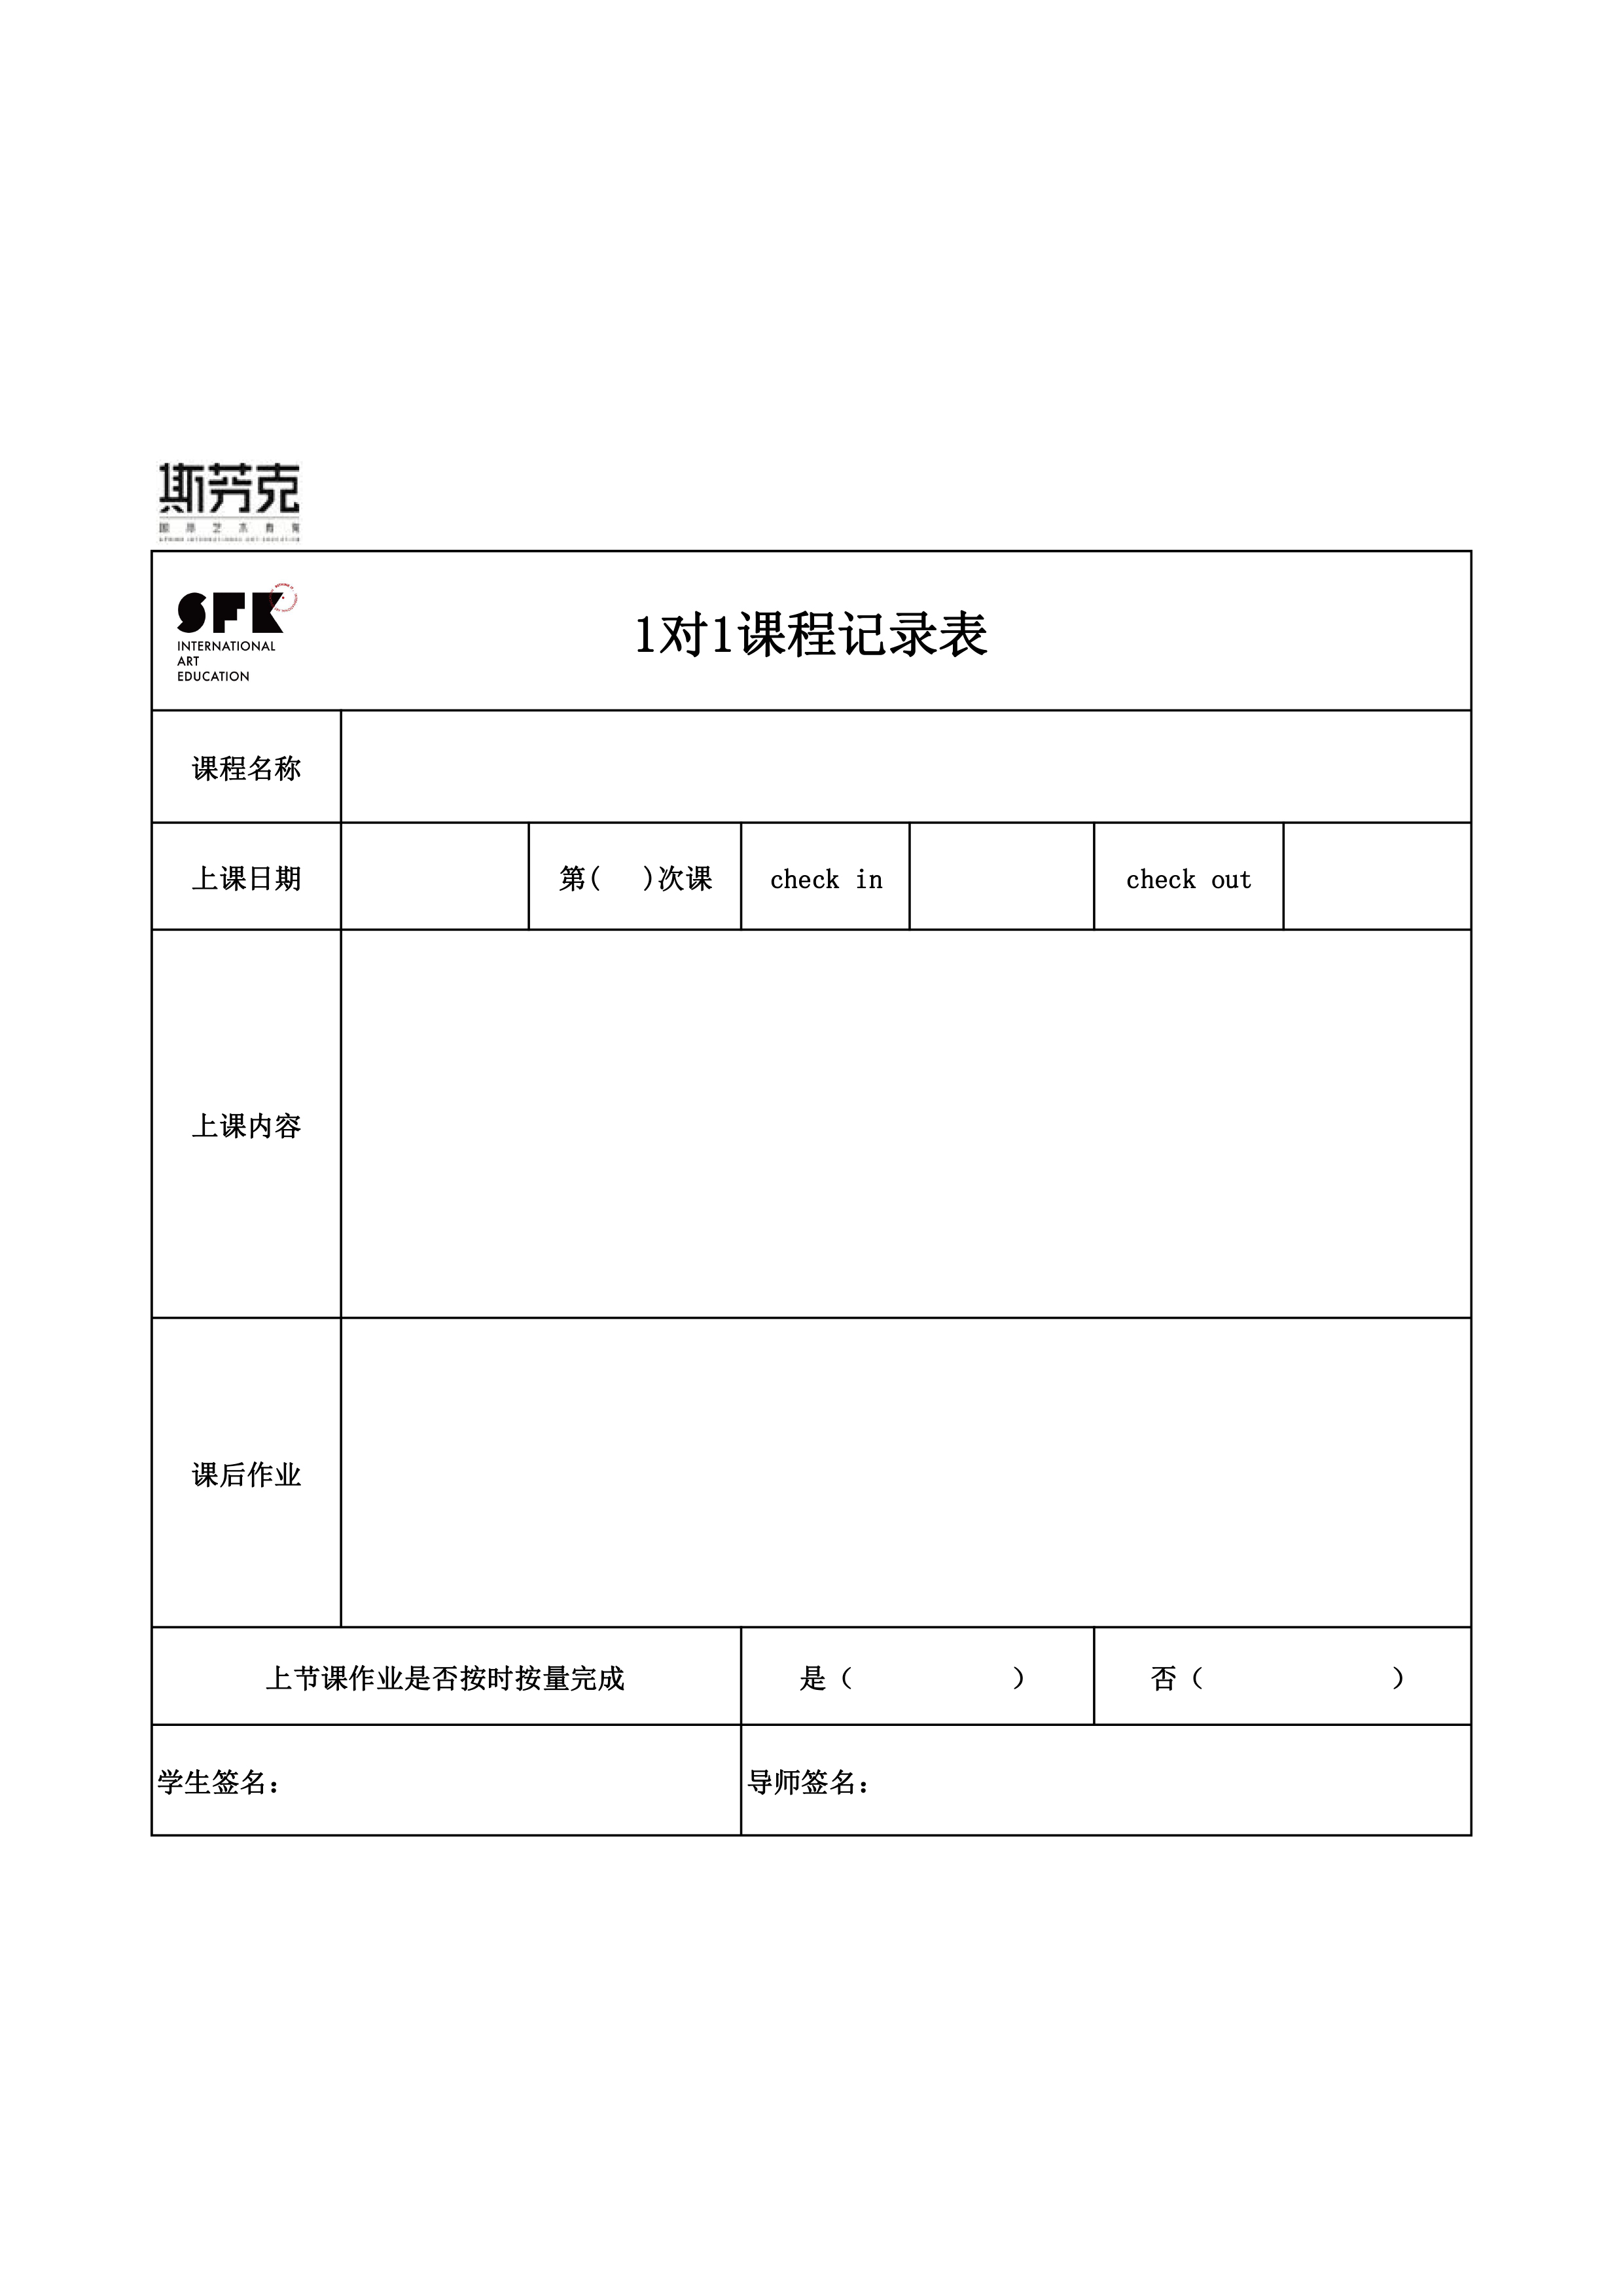 斯芬克
国际艺术教育
SFK
INTERNATIONAL
ART
EDUCATION
1对1课程记录表
课程名称
上课日期 第( )次课 check in check out
上课内容
课后作业
上节课作业是否按时按量完成 是（ ） 否（ ）
学生签名： 导师签名：